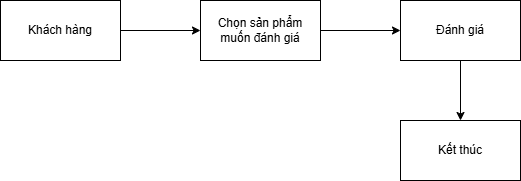 Khách hàng
Chọn sản phẩm
muốn đánh giá
Đánh giá
Kết thúc